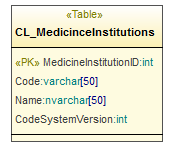 «Table»
CL_MedicinceInstitutions
«PK» MedicineInstitutionID:int
Code:varchar[50]
Name:nvarchar[50]
CodeSystemVersion:int